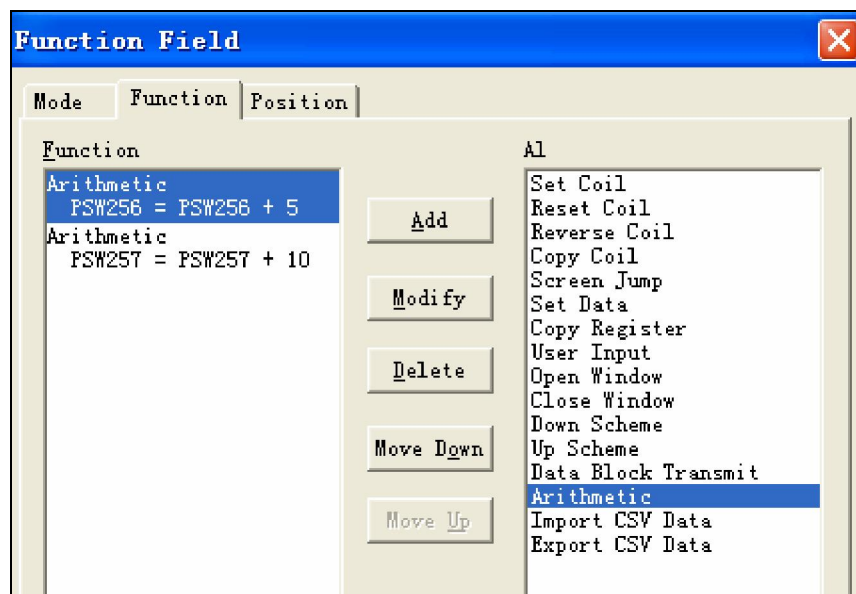 Function Field
Mode
Function
Position
Function
Al
Arithmetic
PSW256 = PSW256 + 5
Arithmetic
PSW257 = PSW257 + 10
Add
Modify
Delete
Move Down
Move Up
Set Coil
Reset Coil
Reverse Coil
Copy Coil
Screen Jump
Set Data
Copy Register
User Input
Open Window
Close Window
Down Scheme
Up Scheme
Data Block Transmit
Arithmetic
Import CSV Data
Export CSV Data